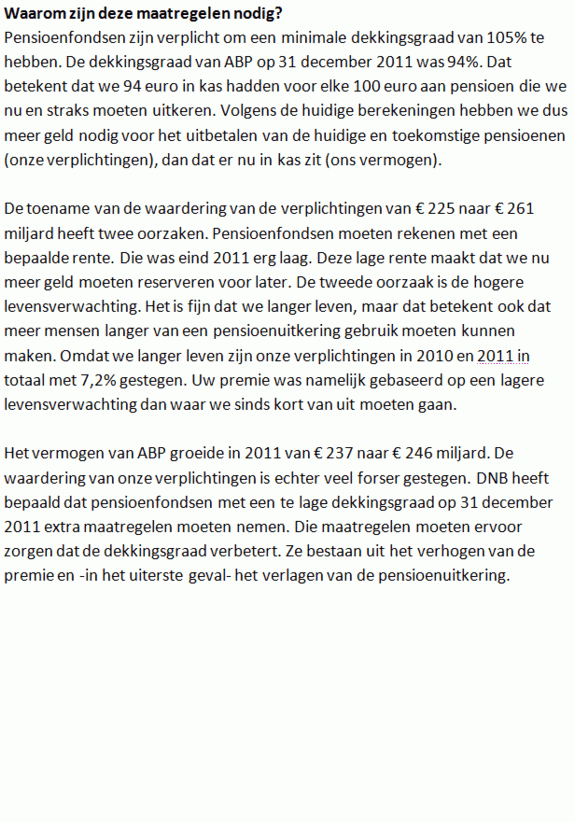 Waarom zijn deze maatregelen nodig?
Pensioenfondsen zijn verplicht om een minimale dekkingsgraad van 105% te
hebben. De dekkingsgraad van ABP op 31 december 2011 was 94%. Dat
betekent dat we 94 euro in kas hadden voor elke 100 euro aan pensioen die we
nu en straks moeten uitkeren. Volgens de huidige berekeningen hebben we dus
meer geld nodig voor het uitbetalen van de huidige en toekomstige pensioenen
(onze verplichtingen), dan dat er nu in kas zit (ons vermogen).

De toename van de waardering van de verplichtingen van € 225 naar € 261
miljard heeft twee oorzaken. Pensioenfondsen moeten rekenen met een
bepaalde rente. Die was eind 2011 erg laag. Deze lage rente maakt dat we nu
meer geld moeten reserveren voor later. De tweede oorzaak is de hogere
levensverwachting. Het is fijn dat we langer leven, maar dat betekent ook dat
meer mensen langer van een pensioenuitkering gebruik moeten kunnen
maken. Omdat we langer leven zijn onze verplichtingen in 2010 en 2011 in
totaal met 7,2% gestegen. Uw premie was namelijk gebaseerd op een lagere
levensverwachting dan waar we sinds kort van uit moeten gaan.

Het vermogen van ABP groeide in 2011 van € 237 naar € 246 miljard. De
waardering van onze verplichtingen is echter veel forser gestegen. DNB heeft
bepaald dat pensioenfondsen met een te lage dekkingsgraad op 31 december
2011 extra maatregelen moeten nemen. Die maatregelen moeten ervoor
zorgen dat de dekkingsgraad verbetert. Ze bestaan uit het verhogen van de
premie en -in het uiterste geval- het verlagen van de pensioenuitkering.